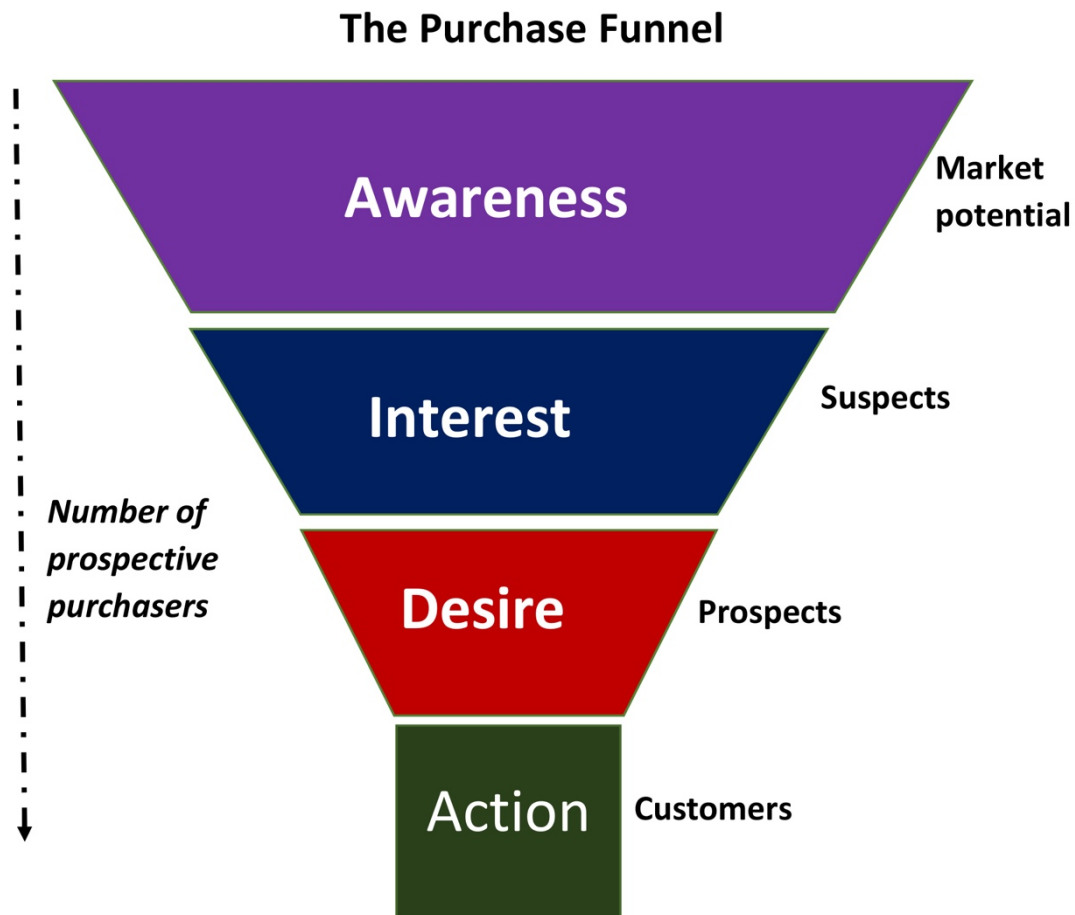 The Purchase Funnel
Awareness
Market
potential
Interest
Suspects
Number of
prospective
purchasers
Desire
Prospects
Action
Customers